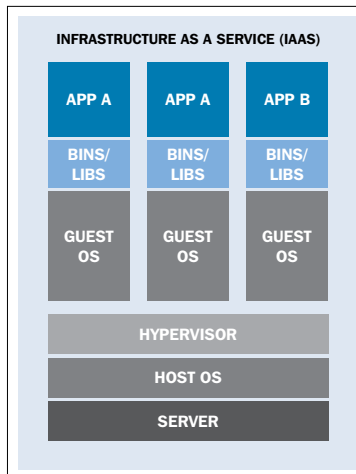 INFRASTRUCTURE AS A SERVICE (IAAS)
APP A APP A APP B
BINS/ BINS/ BINS/
LIBS LIBS LIBS
GUEST GUEST GUEST
OS OS OS
HYPERVISOR
HOST OS
SERVER